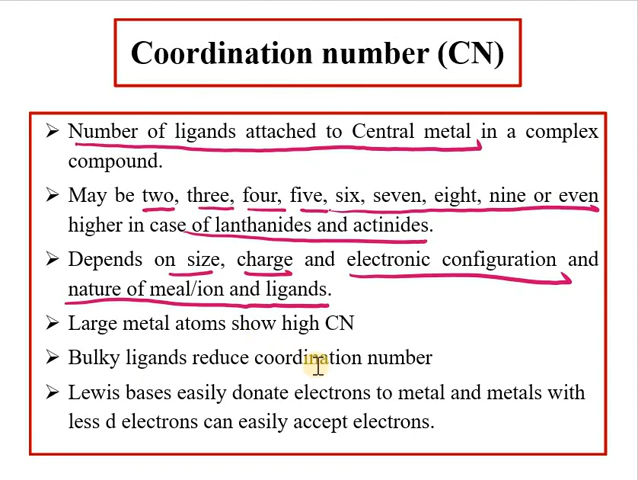 Coordination number (CN)
➢ Number of ligands attached to Central metal in a complex
compound.
➢ May be two, three, four, five, six, seven, eight, nine or even
higher in case of lanthanides and actinides.
➢ Depends on size, charge and electronic configuration and
nature of meal/ion and ligands.
➢ Large metal atoms show high CN
➢ Bulky ligands reduce coordination number
➢ Lewis bases easily donate electrons to metal and metals with
less d electrons can easily accept electrons.